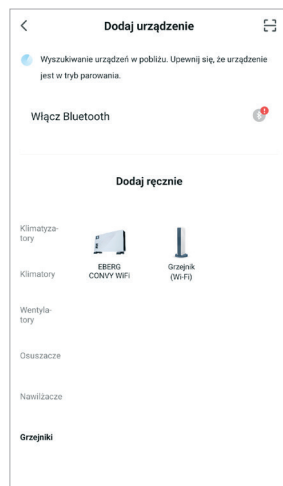 Dodaj urządzenie
Wyszukiwanie urządzeń w pobliżu. Upewnij się, że urządzenie
jest w tryb parowania.
Włącz Bluetooth
Dodaj ręcznie
Klimatyza-
tory
Klimatory
Wentyla-
tory
Osuszacze
Nawilżacze
Grzejniki
EBERG
CONVY WiFi
Grzejnik
(Wi-Fi)